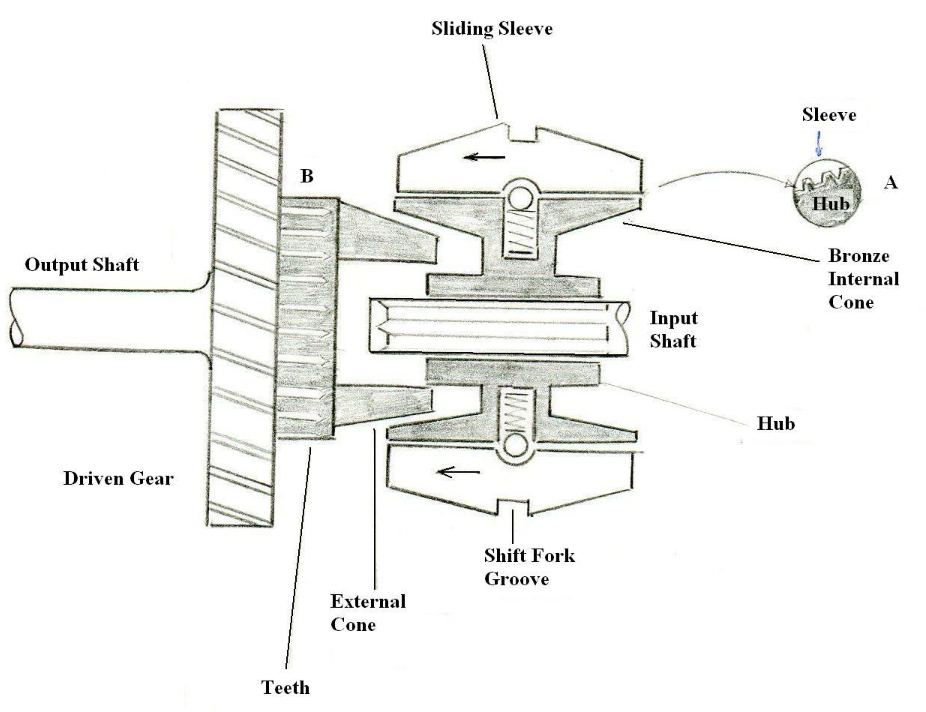 Sliding Sleeve
Sleeve
B
A
Hub
Output Shaft
Bronze
Internal
Cone
Input
Shaft
Hub
Driven Gear
Shift Fork
Groove
External
Cone
Teeth